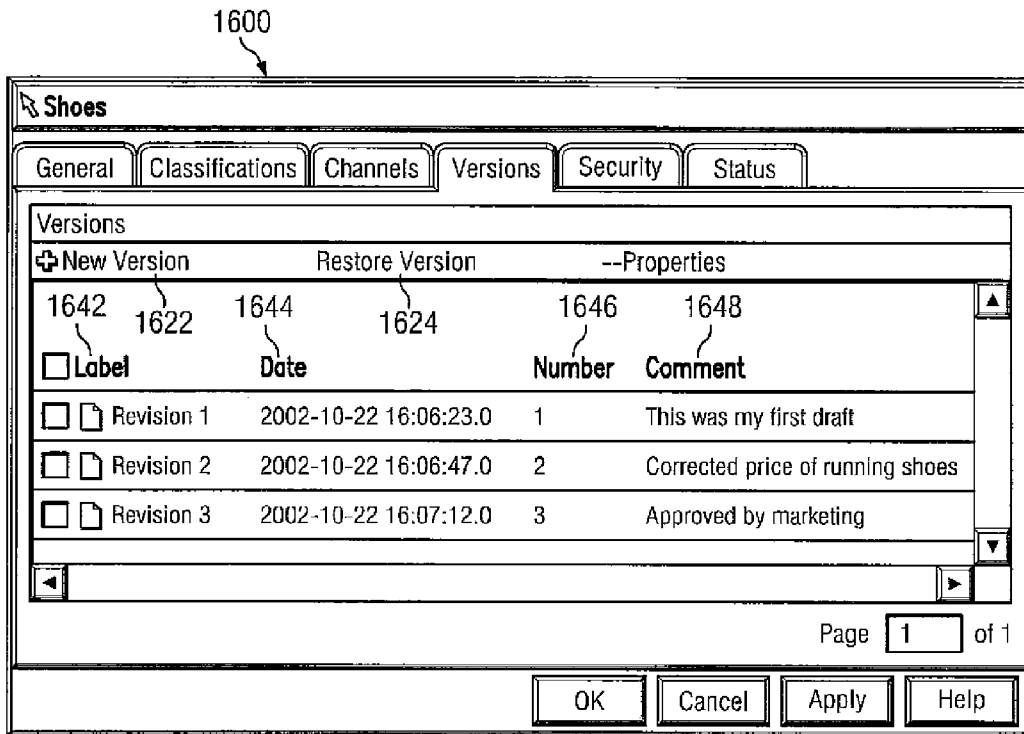 1600
Shoes
General Classifications Channels Versions Security Status
Versions
New Version Restore Version --Properties
1642 1622 1644 1624 1646 1648
Label Date Number Comment
Revision 1 2002-10-22 16:06:23.0 1 This was my first draft
Revision 2 2002-10-22 16:06:47.0 2 Corrected price of running shoes
Revision 3 2002-10-22 16:07:12.0 3 Approved by marketing
Page 1 of 1
OK Cancel Apply Help